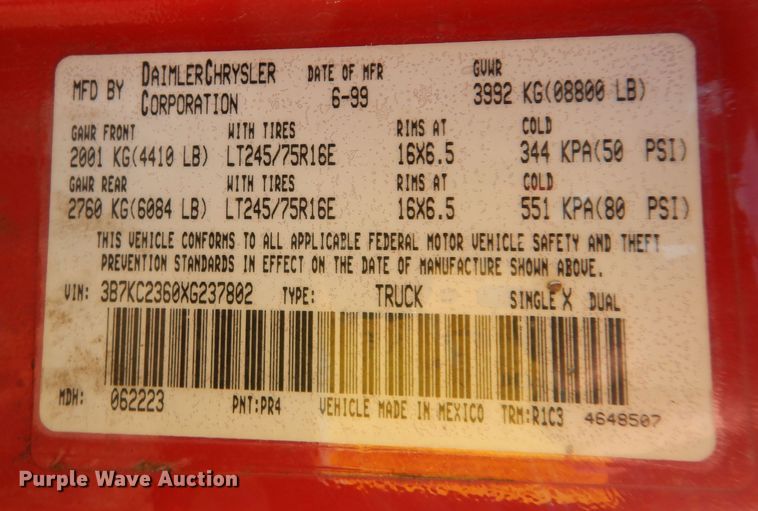 MFD BY DAIMLERCHRYSLER CORPORATION DATE OF MFR 6-99 GVWR 3992 KG(08800 LB)
GAWR FRONT WITH TIRES RIMS AT COLD
2001 KG(4410 LB) LT245/75R16E 16X6.5 344 KPA(50 PSI)
GAWR REAR WITH TIRES RIMS AT COLD
2760 KG(6084 LB) LT245/75R16E 16X6.5 551 KPA(80 PSI)
THIS VEHICLE CONFORMS TO ALL APPLICABLE FEDERAL MOTOR VEHICLE SAFETY AND THEFT
PREVENTION STANDARDS IN EFFECT ON THE DATE OF MANUFACTURE SHOWN ABOVE.
VIN: 3B7KC2360XG237802 TYPE: TRUCK SINGLE X DUAL
MDH: 062223 PNT:PR4 VEHICLE MADE IN MEXICO TRM:R1C3 4648507
Purple Wave Auction®